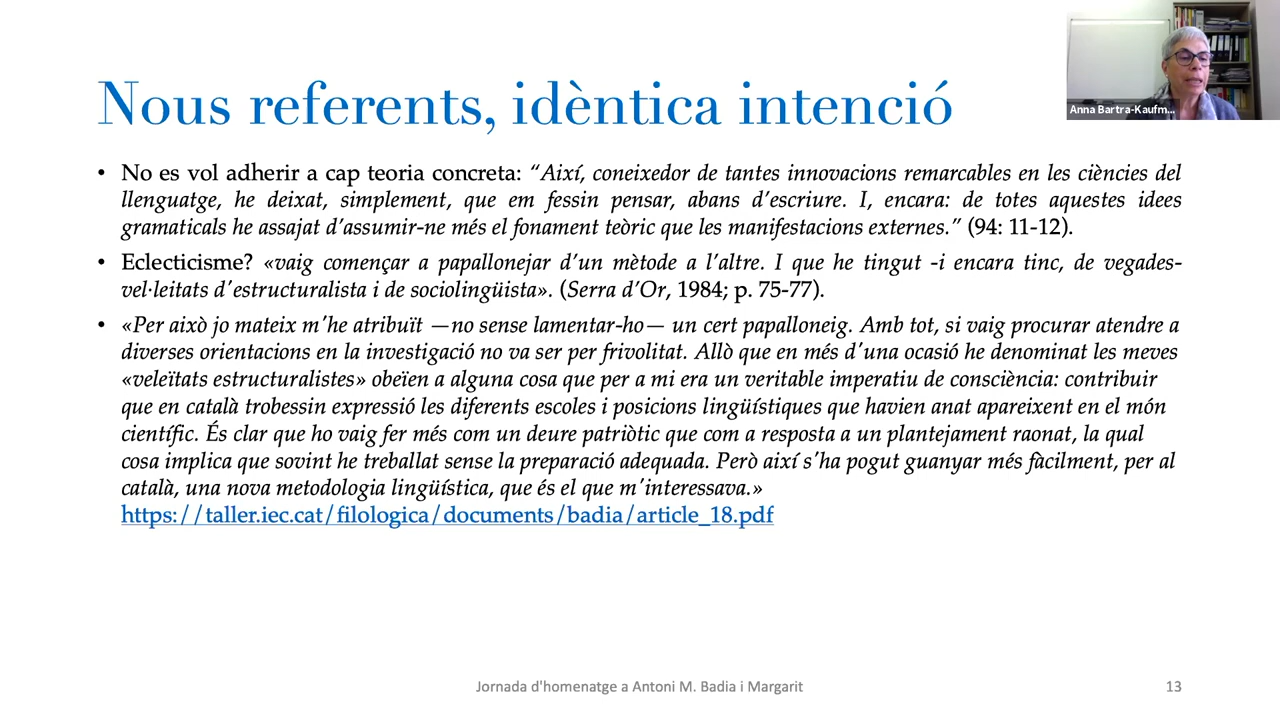 Nous referents, idèntica intenció
Anna Bartra-Kaufm...
• No es vol adherir a cap teoria concreta: “Així, coneixedor de tantes innovacions remarcables en les ciències del
llenguatge, he deixat, simplement, que em fessin pensar, abans d’escriure. I, encara: de totes aquestes idees
gramaticals he assajat d’assumir-ne més el fonament teòric que les manifestacions externes.” (94: 11-12).
• Eclecticisme? «vaig començar a papallonejar d’un mètode a l’altre. I que he tingut -i encara tinc, de vegades-
vel·leitats d'estructuralista i de sociolingüista». (Serra d’Or, 1984; p. 75-77).
• «Per això jo mateix m'he atribuït —no sense lamentar-ho— un cert papalloneig. Amb tot, si vaig procurar atendre a
diverses orientacions en la investigació no va ser per frivolitat. Allò que en més d'una ocasió he denominat les meves
«veleïtats estructuralistes» obeïen a alguna cosa que per a mi era un veritable imperatiu de consciència: contribuir
que en català trobessin expressió les diferents escoles i posicions lingüístiques que havien anat apareixent en el món
científic. És clar que ho vaig fer més com un deure patriòtic que com a resposta a un plantejament raonat, la qual
cosa implica que sovint he treballat sense la preparació adequada. Però així s'ha pogut guanyar més fàcilment, per al
català, una nova metodologia lingüística, que és el que m'interessava.»
https://taller.iec.cat/filologica/documents/badia/article_18.pdf
Jornada d'homenatge a Antoni M. Badia i Margarit
13